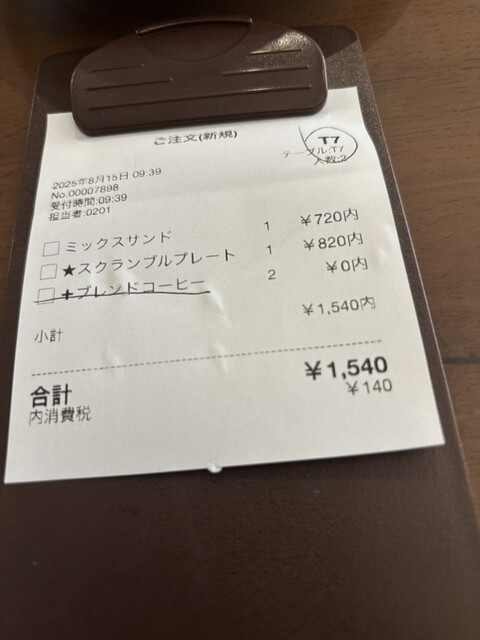 ご注文(新規)
T7
テーブル:T7
人数:2
2025年8月15日 09:39
No.00007898
受付時間:09:39
担当者:0201
□ミックスサンド 1 ¥720内
□★スクランブルプレート 1 ¥820内
□+ブレンドコーヒー 2 ¥0内
小計 ¥1,540内
合計 ¥1,540
内消費税 ¥140